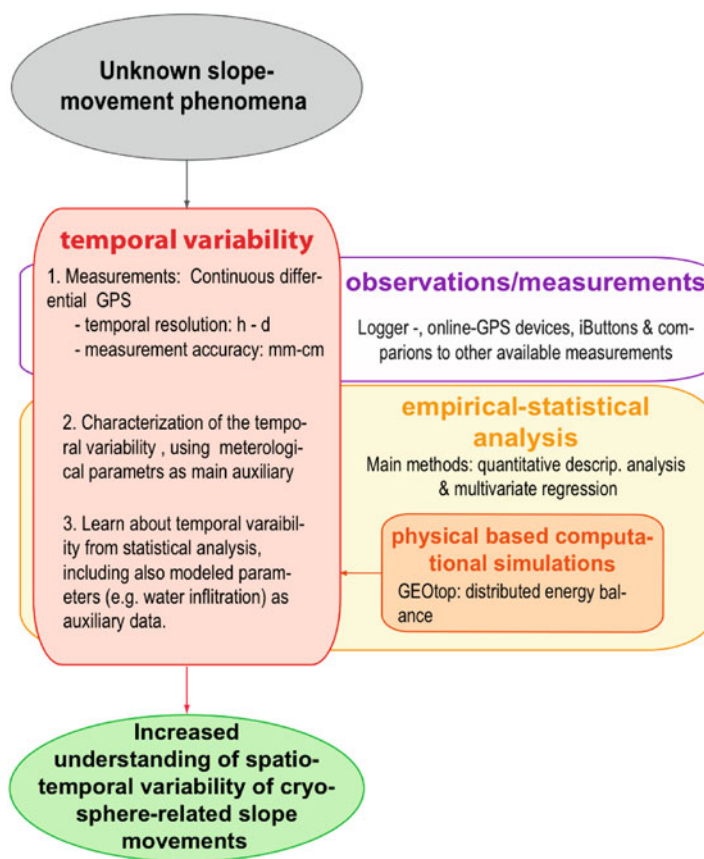 Unknown slope-
movement phenomena
temporal variability
1. Measurements: Continuous differ-
ential GPS
- temporal resolution: h - d
- measurement accuracy: mm-cm
2. Characterization of the tempo-
ral variability , using meterologi-
cal parametrs as main auxiliary
3. Learn about temporal varaibil-
ity from statistical analysis,
including also modeled param-
eters (e.g. water inflitration) as
auxiliary data.
observations/measurements
Logger -, online-GPS devices, iButtons & com-
parions to other available measurements
empirical-statistical
analysis
Main methods: quantitative descrip. analysis
& multivariate regression
physical based computa-
tional simulations
GEOtop: distributed energy bal-
ance
Increased
understanding of spatio-
temporal variability of cryo-
sphere-related slope
movements